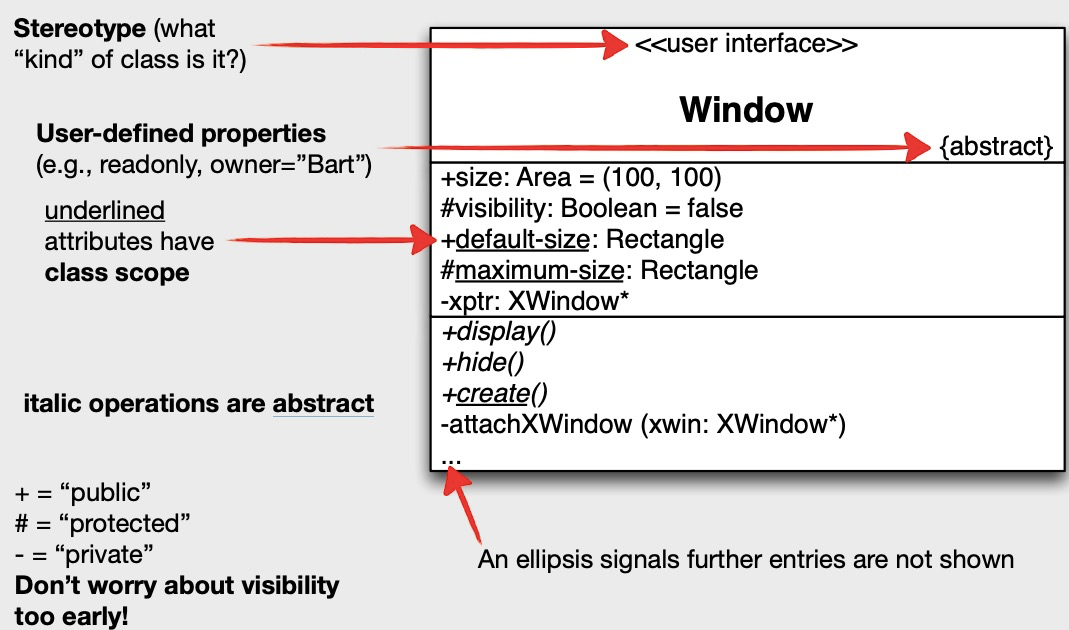 Stereotype (what
“kind” of class is it?)
User-defined properties
(e.g., readonly, owner=”Bart”)
underlined
attributes have
class scope
italic operations are abstract
+ = “public”
# = “protected”
- = “private”
Don’t worry about visibility
too early!
<<user interface>>
Window
{abstract}
+size: Area = (100, 100)
#visibility: Boolean = false
+default-size: Rectangle
#maximum-size: Rectangle
-xptr: XWindow*
+display()
+hide()
+create()
-attachXWindow (xwin: XWindow*)
...
An ellipsis signals further entries are not shown